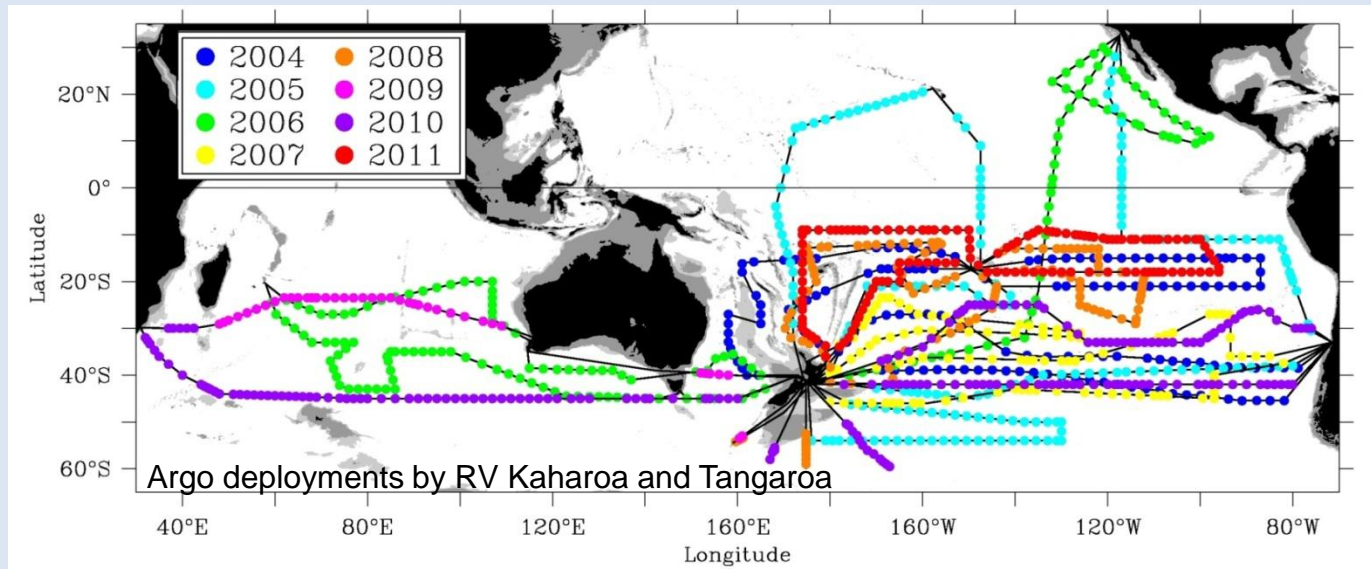 2004 2008
2005 2009
2006 2010
2007 2011
20°N
0°
20°S
40°S
60°S
Latitude
Argo deployments by RV Kaharoa and Tangaroa
40°E 80°E 120°E 160°E 160°W 120°W 80°W
Longitude